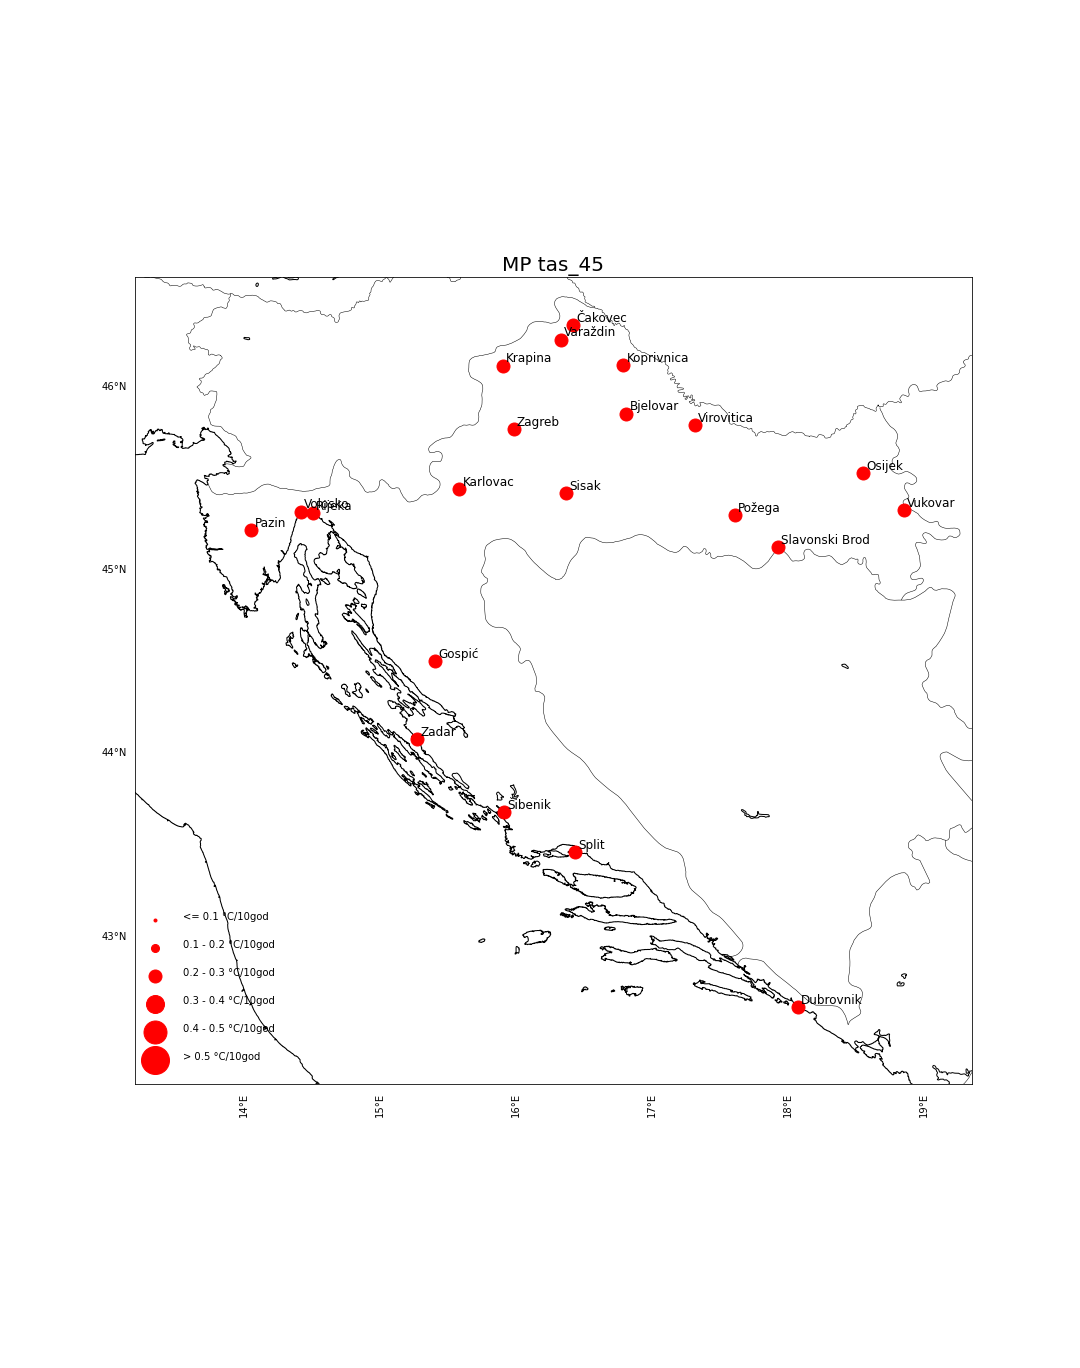 MP tas_45
Čakovec
Varaždin
Krapina
Koprivnica
46°N
Bjelovar
Zagreb
Virovitica
Osijek
Karlovac
Sisak
Volosko
Rijeka
Vukovar
Požega
Pazin
Slavonski Brod
45°N
Gospić
Zadar
44°N
Šibenik
Split
43°N
<= 0.1 °C/10god
0.1 - 0.2 °C/10god
0.2 - 0.3 °C/10god
0.3 - 0.4 °C/10god
0.4 - 0.5 °C/10god
> 0.5 °C/10god
Dubrovnik
14°E
15°E
16°E
17°E
18°E
19°E